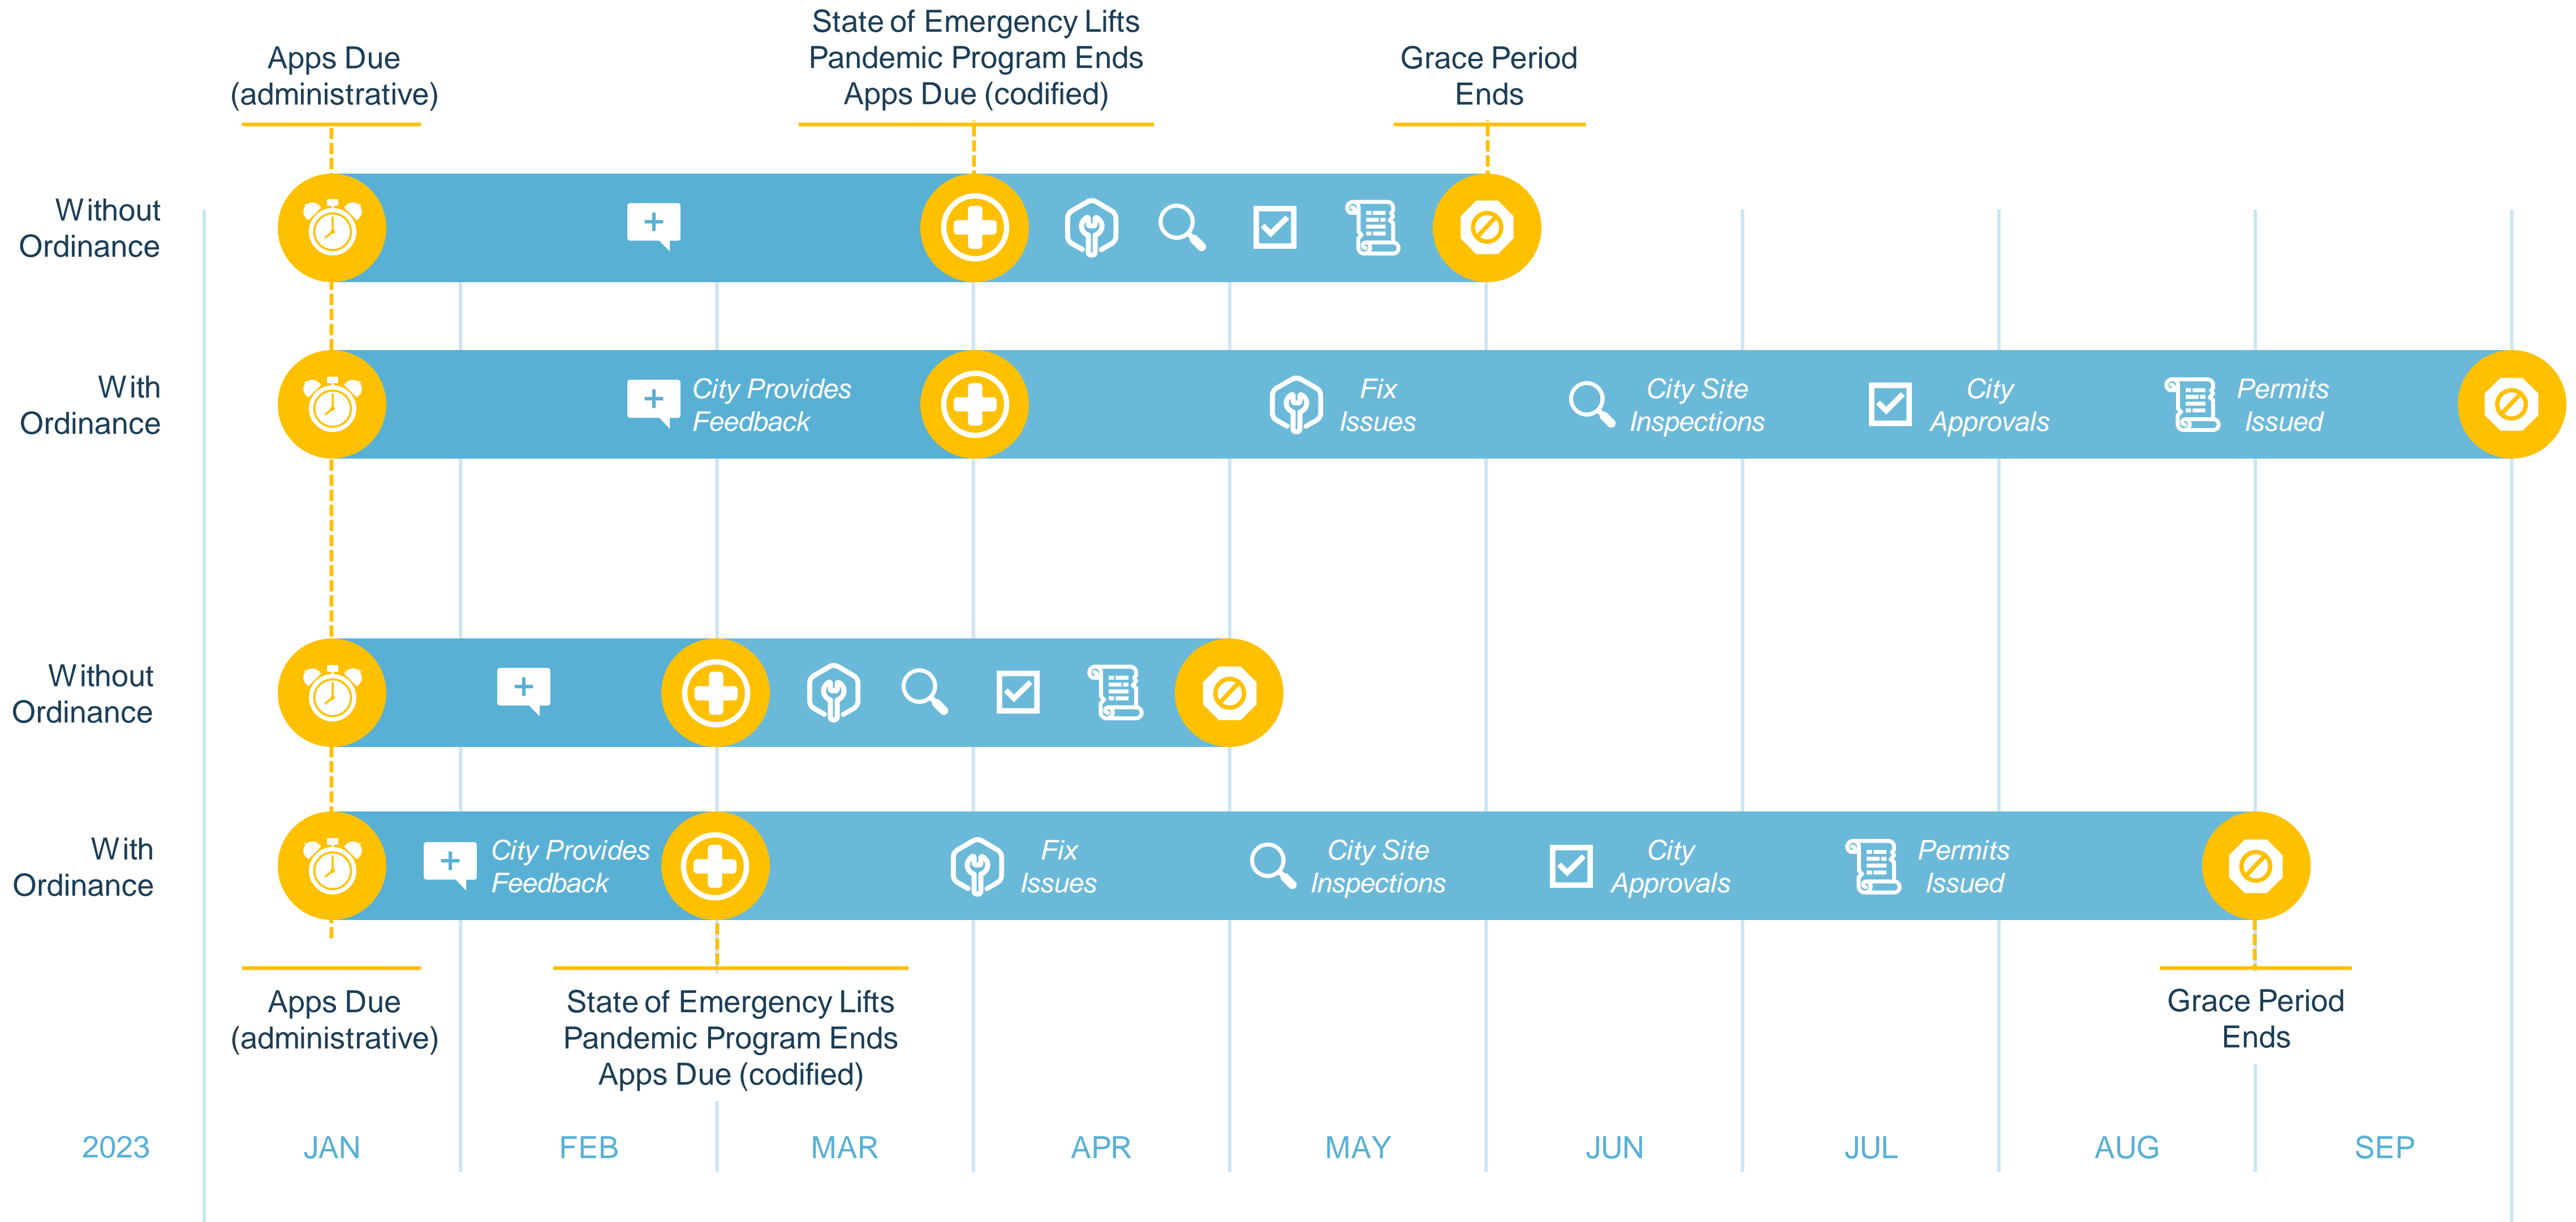 State of Emergency Lifts
Apps Due
Pandemic Program Ends
Grace Period
(administrative)
Apps Due (codified)
Ends
Without
Ordinance
With
Ordinance
City Provides
Feedback
Fix
Issues
City Site
Inspections
City
Approvals
Permits
Issued
Without
Ordinance
With
Ordinance
City Provides
Feedback
Fix
Issues
City Site
Inspections
City
Approvals
Permits
Issued
Apps Due
(administrative)
State of Emergency Lifts
Pandemic Program Ends
Apps Due (codified)
Grace Period
Ends
2023 JAN FEB MAR APR MAY JUN JUL AUG SEP